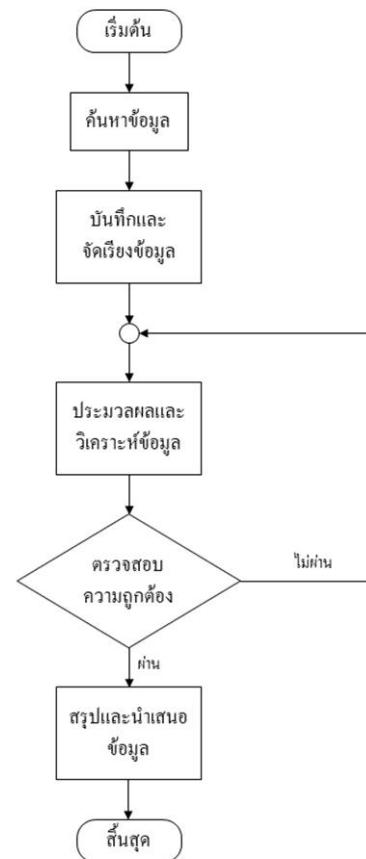 เริ่มต้น
ค้นหาข้อมูล
บันทึกและ
จัดเรียงข้อมูล
ประมวลผลและ
วิเคราะห์ข้อมูล
ตรวจสอบ
ความถูกต้อง
ไม่ผ่าน
ผ่าน
สรุปและนำเสนอ
ข้อมูล
สิ้นสุด